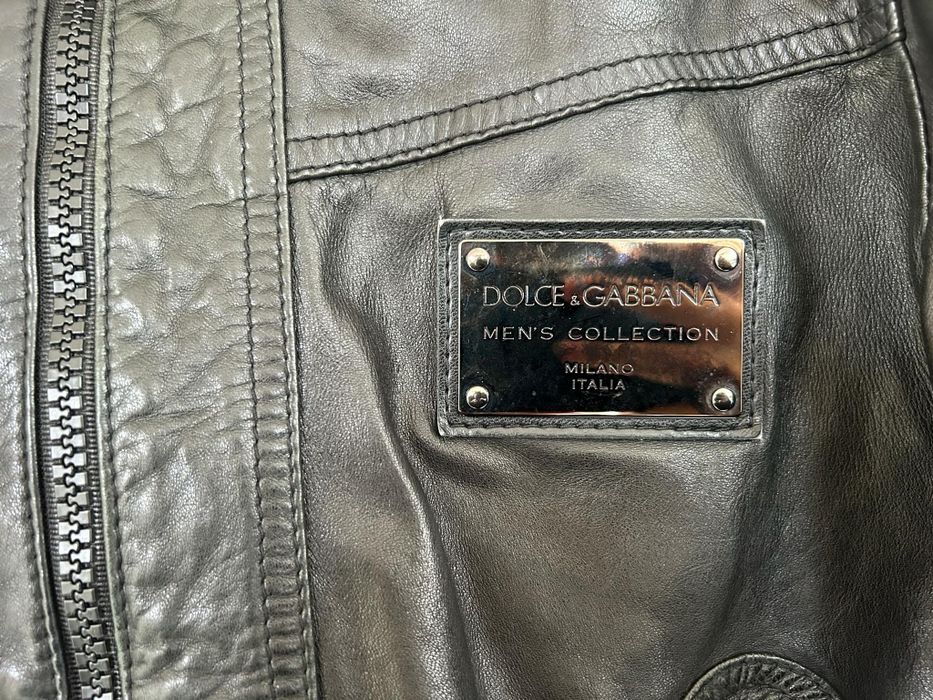 DOLCE & GABBANA
MEN'S COLLECTION
MILANO
ITALIA